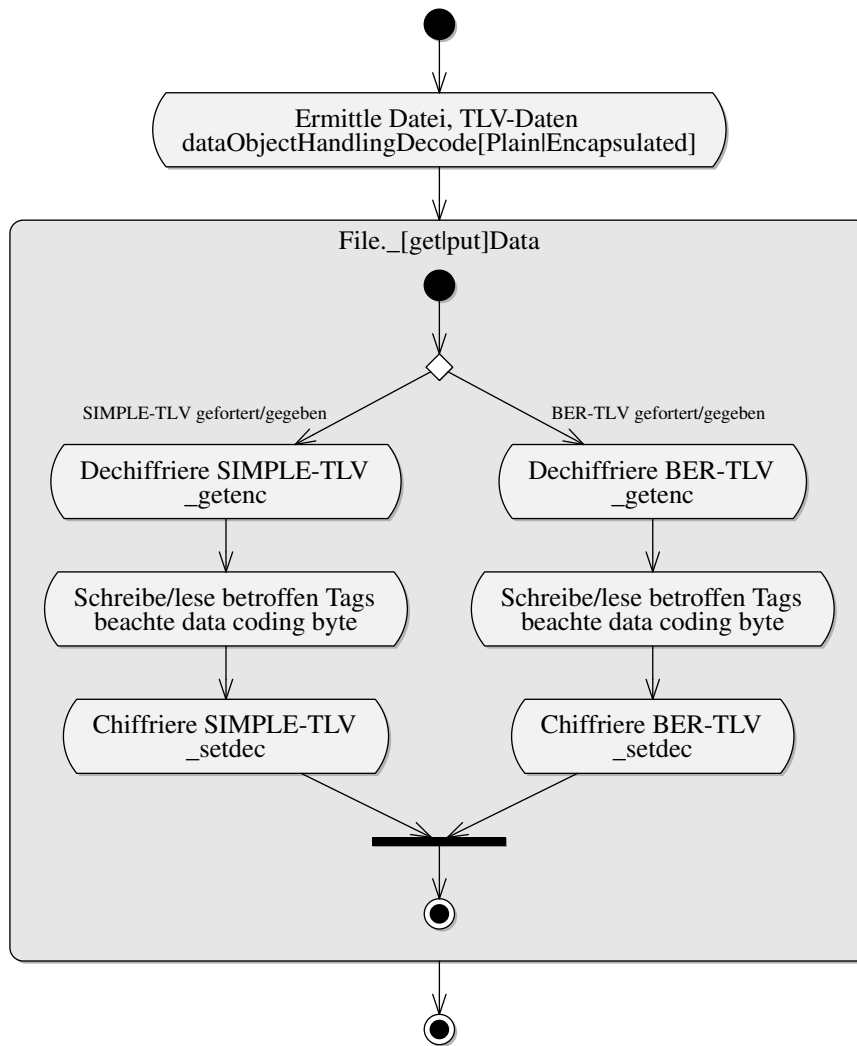 Ermittle Datei, TLV-Daten
dataObjectHandlingDecode[Plain|Encapsulated]
File._[get|put]Data
SIMPLE-TLV gefortert/gegeben
BER-TLV gefortert/gegeben
Dechiffriere SIMPLE-TLV
_getenc
Dechiffriere BER-TLV
_getenc
Schreibe/lese betroffen Tags
beachte data coding byte
Schreibe/lese betroffen Tags
beachte data coding byte
Chiffriere SIMPLE-TLV
_setdec
Chiffriere BER-TLV
_setdec